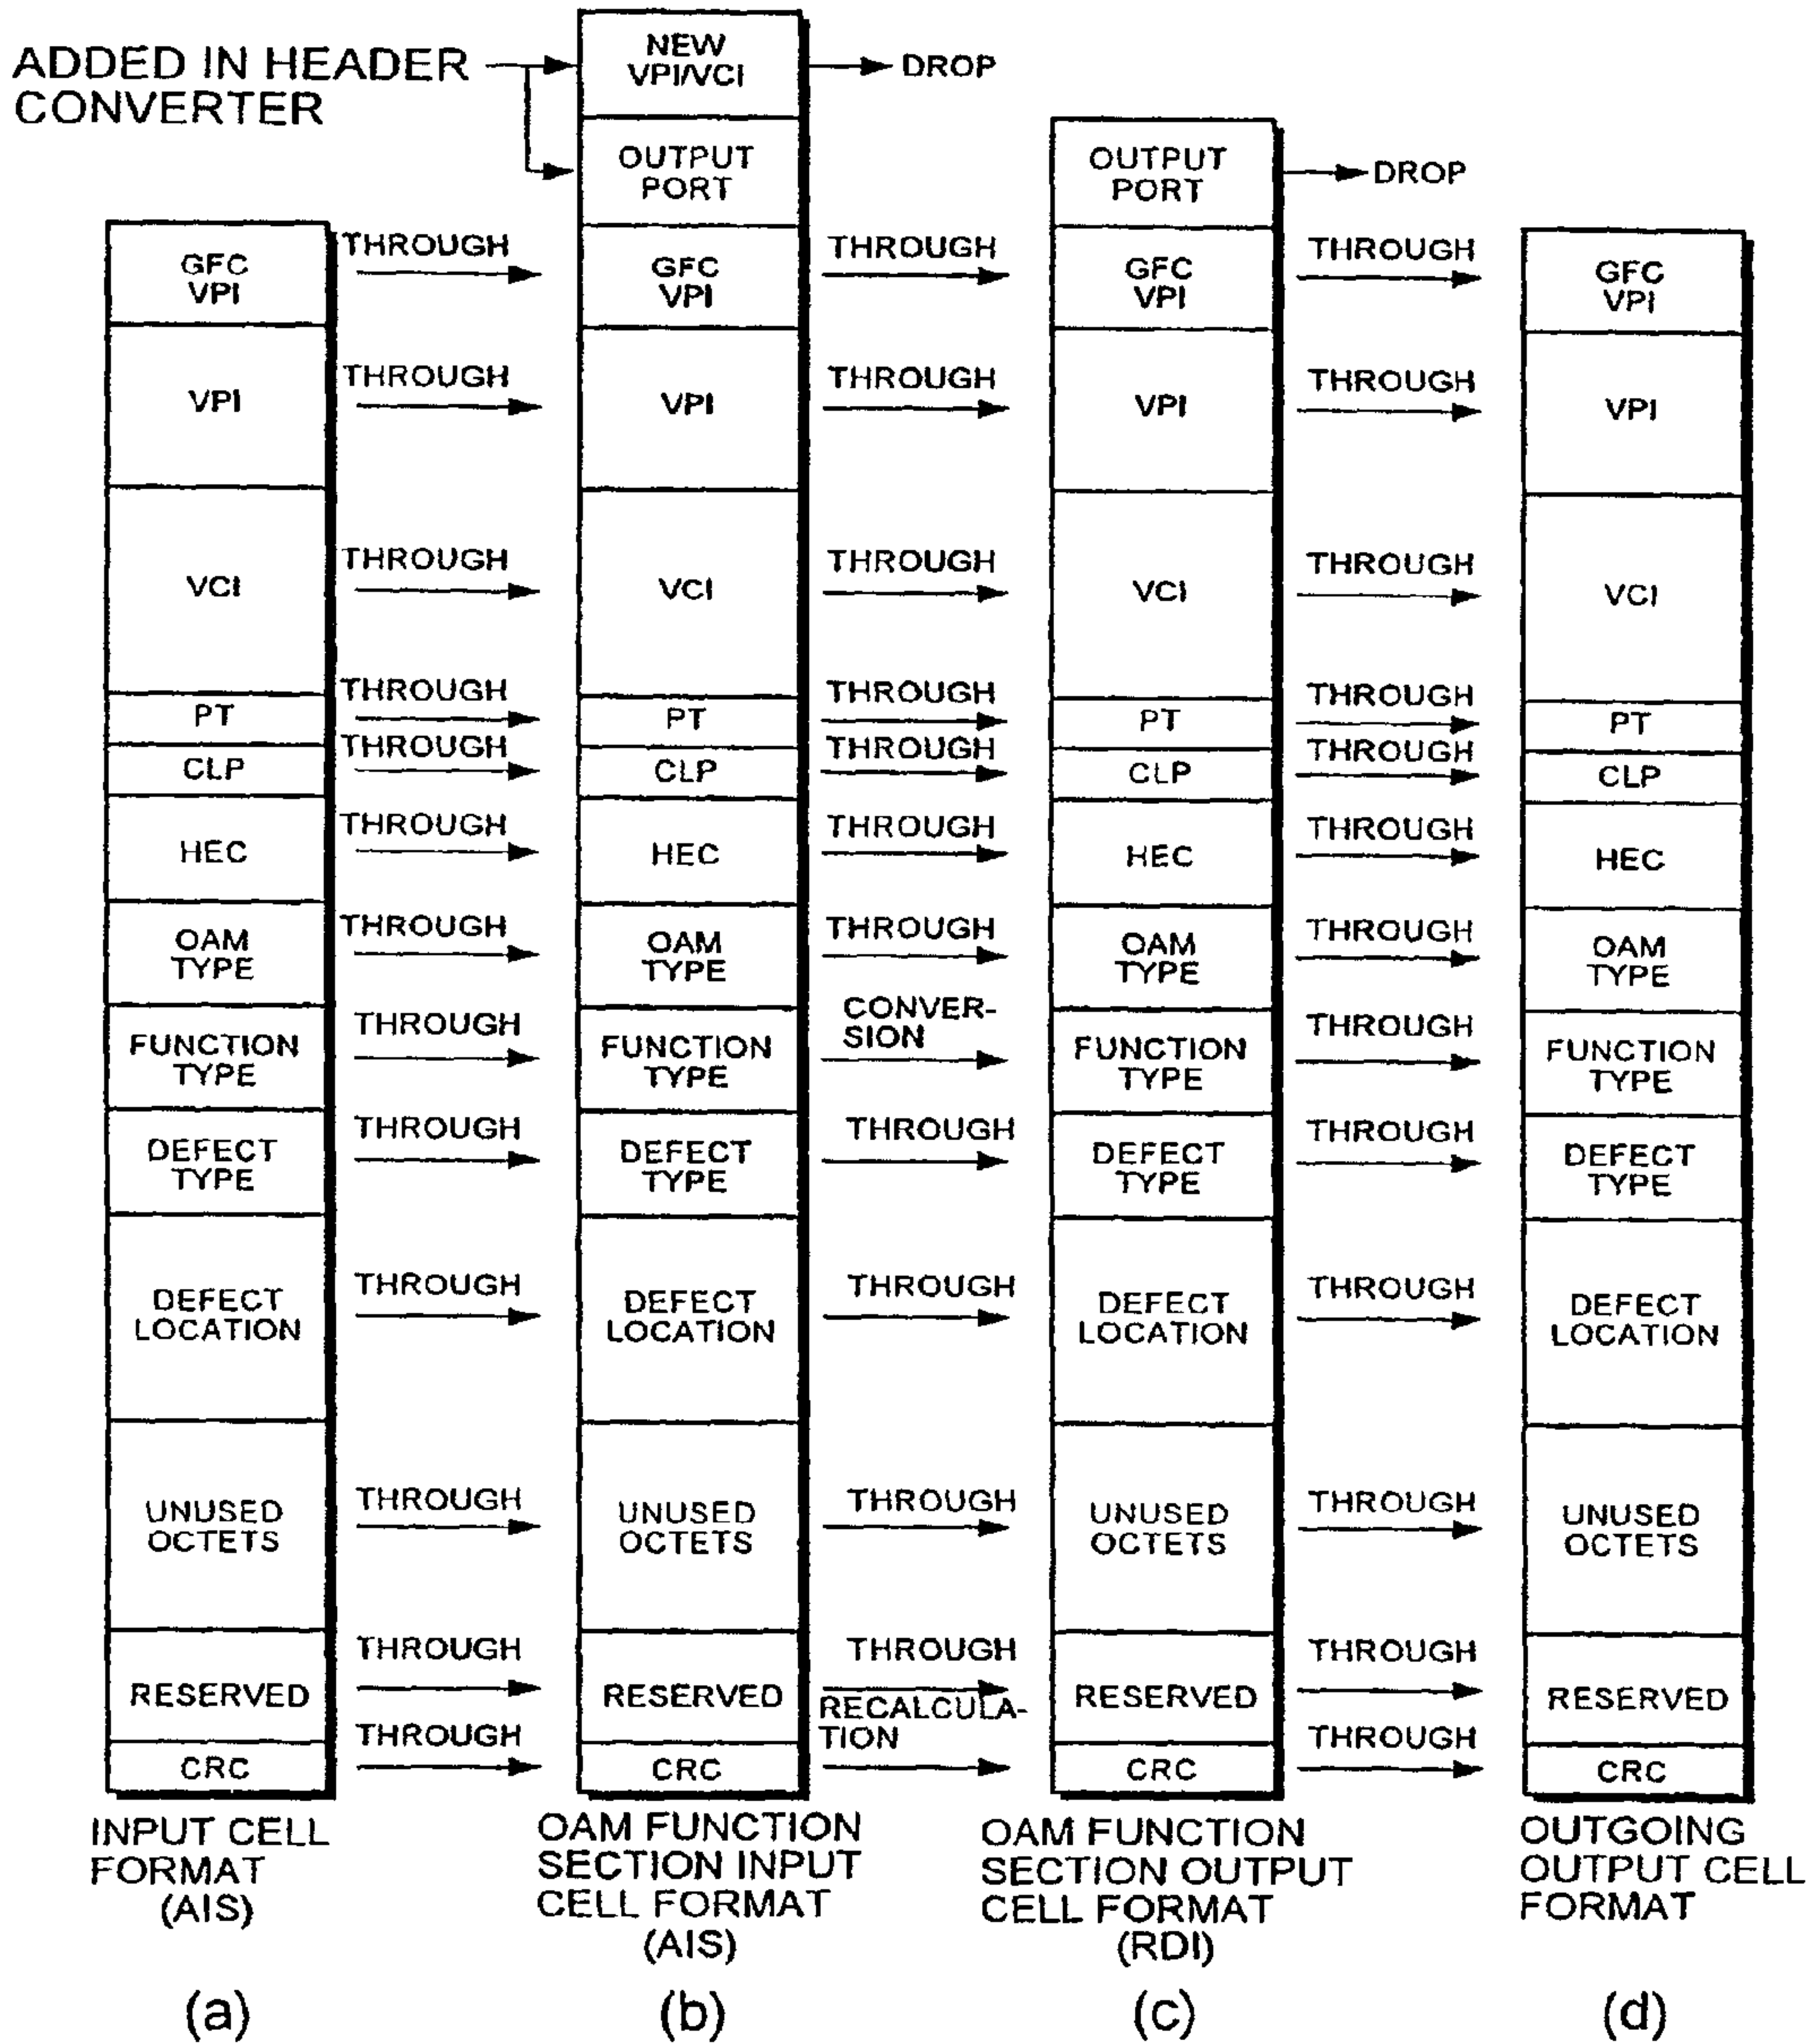 ADDED IN HEADER
CONVERTER
NEW
VPI/VCI
DROP
OUTPUT
PORT
OUTPUT
PORT
DROP
GFC
VPI
THROUGH
GFC
VPI
THROUGH
GFC
VPI
THROUGH
GFC
VPI
VPI
THROUGH
VPI
THROUGH
VPI
THROUGH
VPI
VCI
THROUGH
VCI
THROUGH
VCI
THROUGH
VCI
PT
THROUGH
PT
THROUGH
PT
THROUGH
PT
CLP
THROUGH
CLP
THROUGH
CLP
THROUGH
CLP
HEC
THROUGH
HEC
THROUGH
HEC
THROUGH
HEC
OAM
TYPE
THROUGH
OAM
TYPE
THROUGH
OAM
TYPE
THROUGH
OAM
TYPE
FUNCTION
TYPE
THROUGH
FUNCTION
TYPE
CONVER-
SION
FUNCTION
TYPE
THROUGH
FUNCTION
TYPE
DEFECT
TYPE
THROUGH
DEFECT
TYPE
THROUGH
DEFECT
TYPE
THROUGH
DEFECT
TYPE
DEFECT
LOCATION
THROUGH
DEFECT
LOCATION
THROUGH
DEFECT
LOCATION
THROUGH
DEFECT
LOCATION
UNUSED
OCTETS
THROUGH
UNUSED
OCTETS
THROUGH
UNUSED
OCTETS
THROUGH
UNUSED
OCTETS
RESERVED
THROUGH
RESERVED
THROUGH
RESERVED
THROUGH
RESERVED
CRC
THROUGH
CRC
RECALCULA-
TION
CRC
THROUGH
CRC
INPUT CELL
FORMAT
(AIS)
OAM FUNCTION
SECTION INPUT
CELL FORMAT
(AIS)
OAM FUNCTION
SECTION OUTPUT
CELL FORMAT
(RDI)
OUTGOING
OUTPUT CELL
FORMAT
(a)
(b)
(c)
(d)